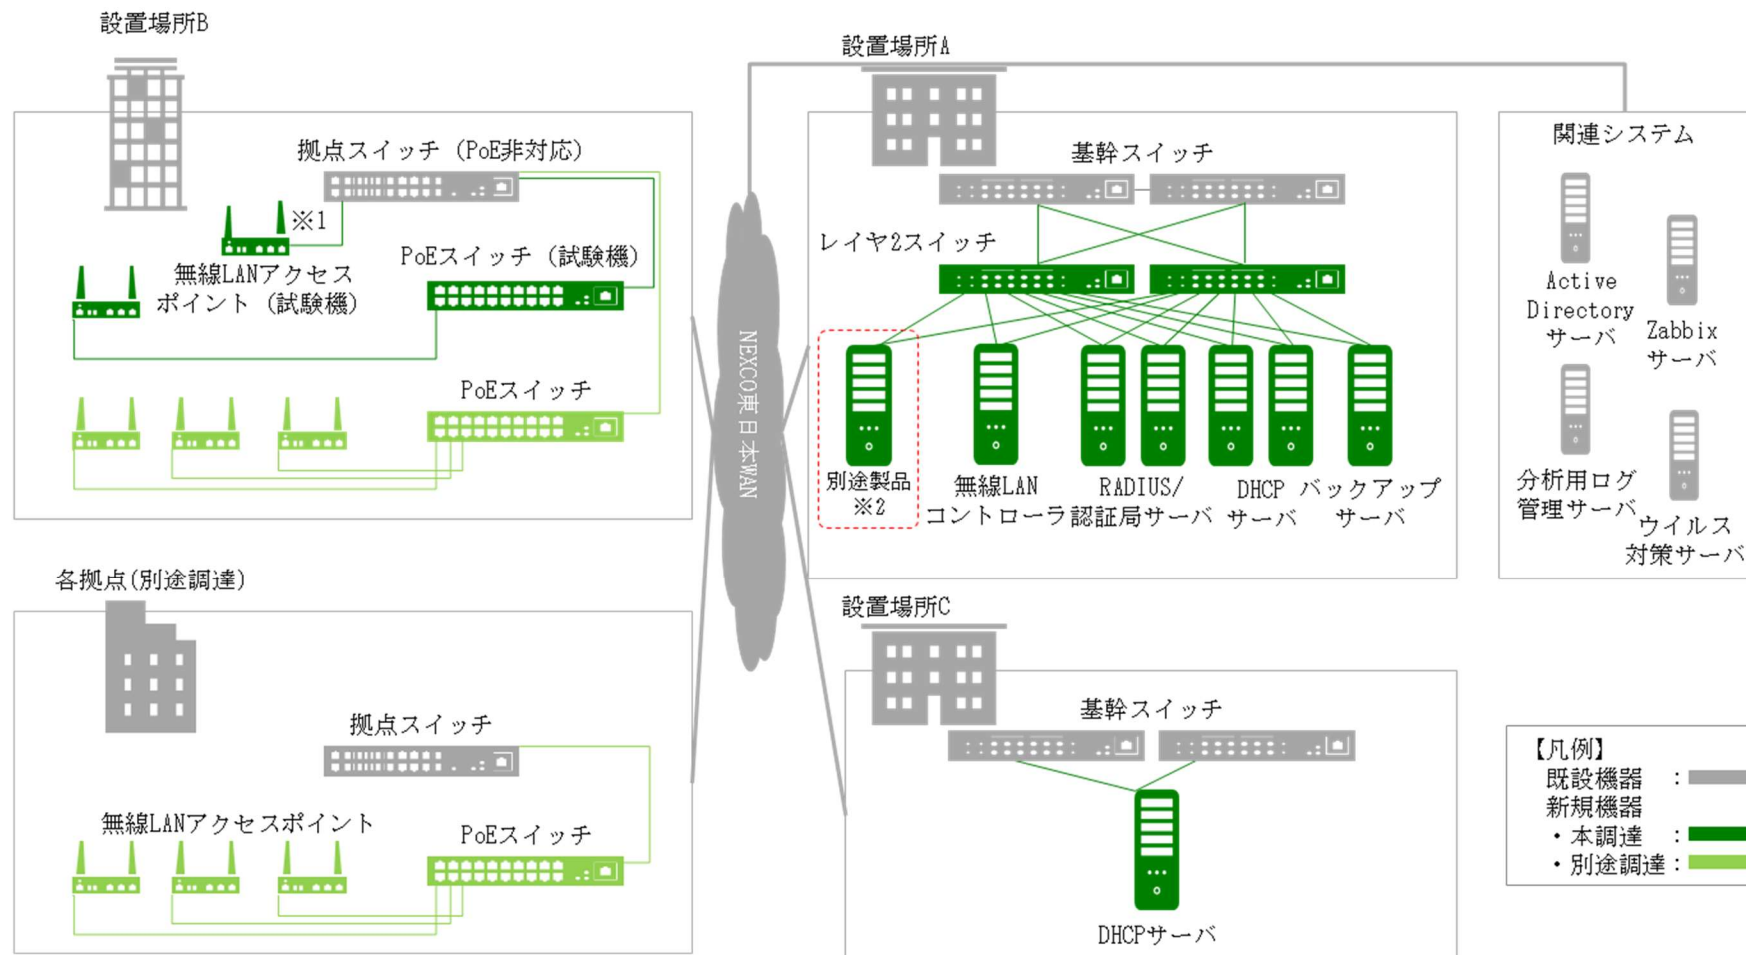 設置場所B
拠点スイッチ (PoE非対応)
※1
無線LANアクセス
ポイント (試験機)
PoEスイッチ (試験機)
PoEスイッチ
各拠点(別途調達)
拠点スイッチ
無線LANアクセスポイント
PoEスイッチ
NEXCO東日本WAN
設置場所A
基幹スイッチ
レイヤ2スイッチ
別途製品
※2
無線LAN
コントローラ
RADIUS/
認証局サーバ
DHCP
サーバ
バックアップ
サーバ
設置場所C
基幹スイッチ
DHCPサーバ
関連システム
Active
Directory
サーバ
Zabbix
サーバ
分析用ログ
管理サーバ
ウイルス
対策サーバ
【凡例】
既設機器 :
新規機器
・本調達 :
・別途調達: